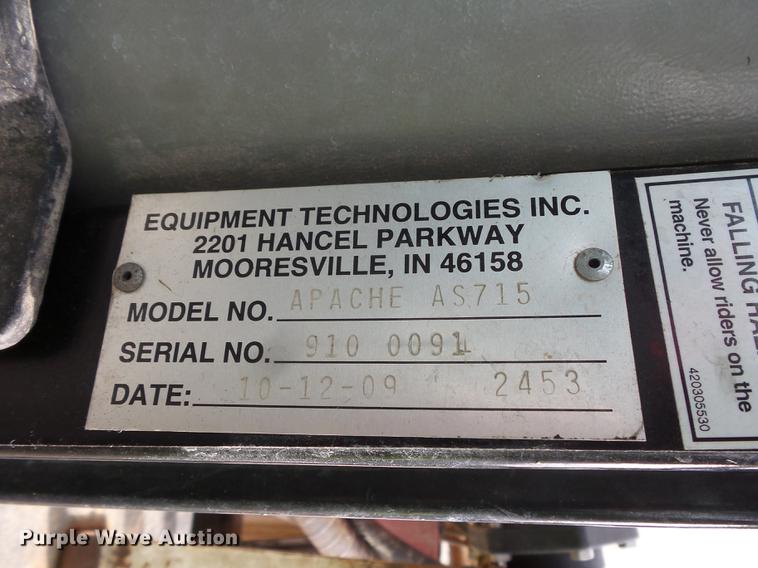 EQUIPMENT TECHNOLOGIES INC.
2201 HANCEL PARKWAY
MOORESVILLE, IN 46158
MODEL NO. APACHE AS715
SERIAL NO. 910 0091
DATE: 10-12-09 2453
FALLING HA
Never allow riders on the
machine.
420305530
Purple Wave Auction